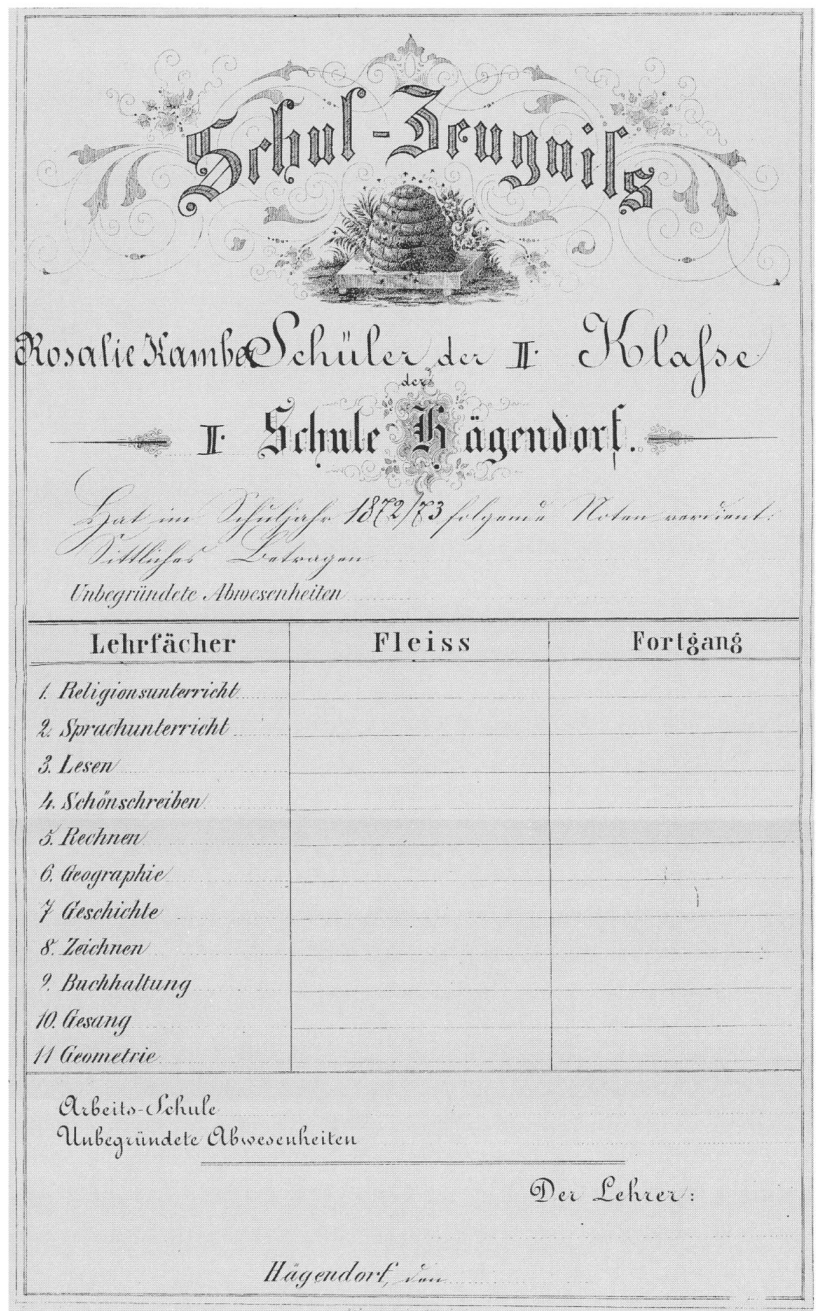 Schul-Zeugniſs
Rosalie Kamber Schüler der II. Klaſse
der
II. Schule Hägendorf.
Hat im Schuljahr 1872/73 folgende Noten verdient:
Sittliches Betragen
Unbegründete Abwesenheiten
Lehrfächer Fleiss Fortgang
1. Religionsunterricht
2. Sprachunterricht
3. Lesen
4. Schönschreiben
5. Rechnen
6. Geographie
7 Geschichte
8. Zeichnen
9. Buchhaltung
10. Gesang
11 Geometrie
Arbeits-Schule
Unbegründete Abwesenheiten
Der Lehrer:
Hägendorf, den